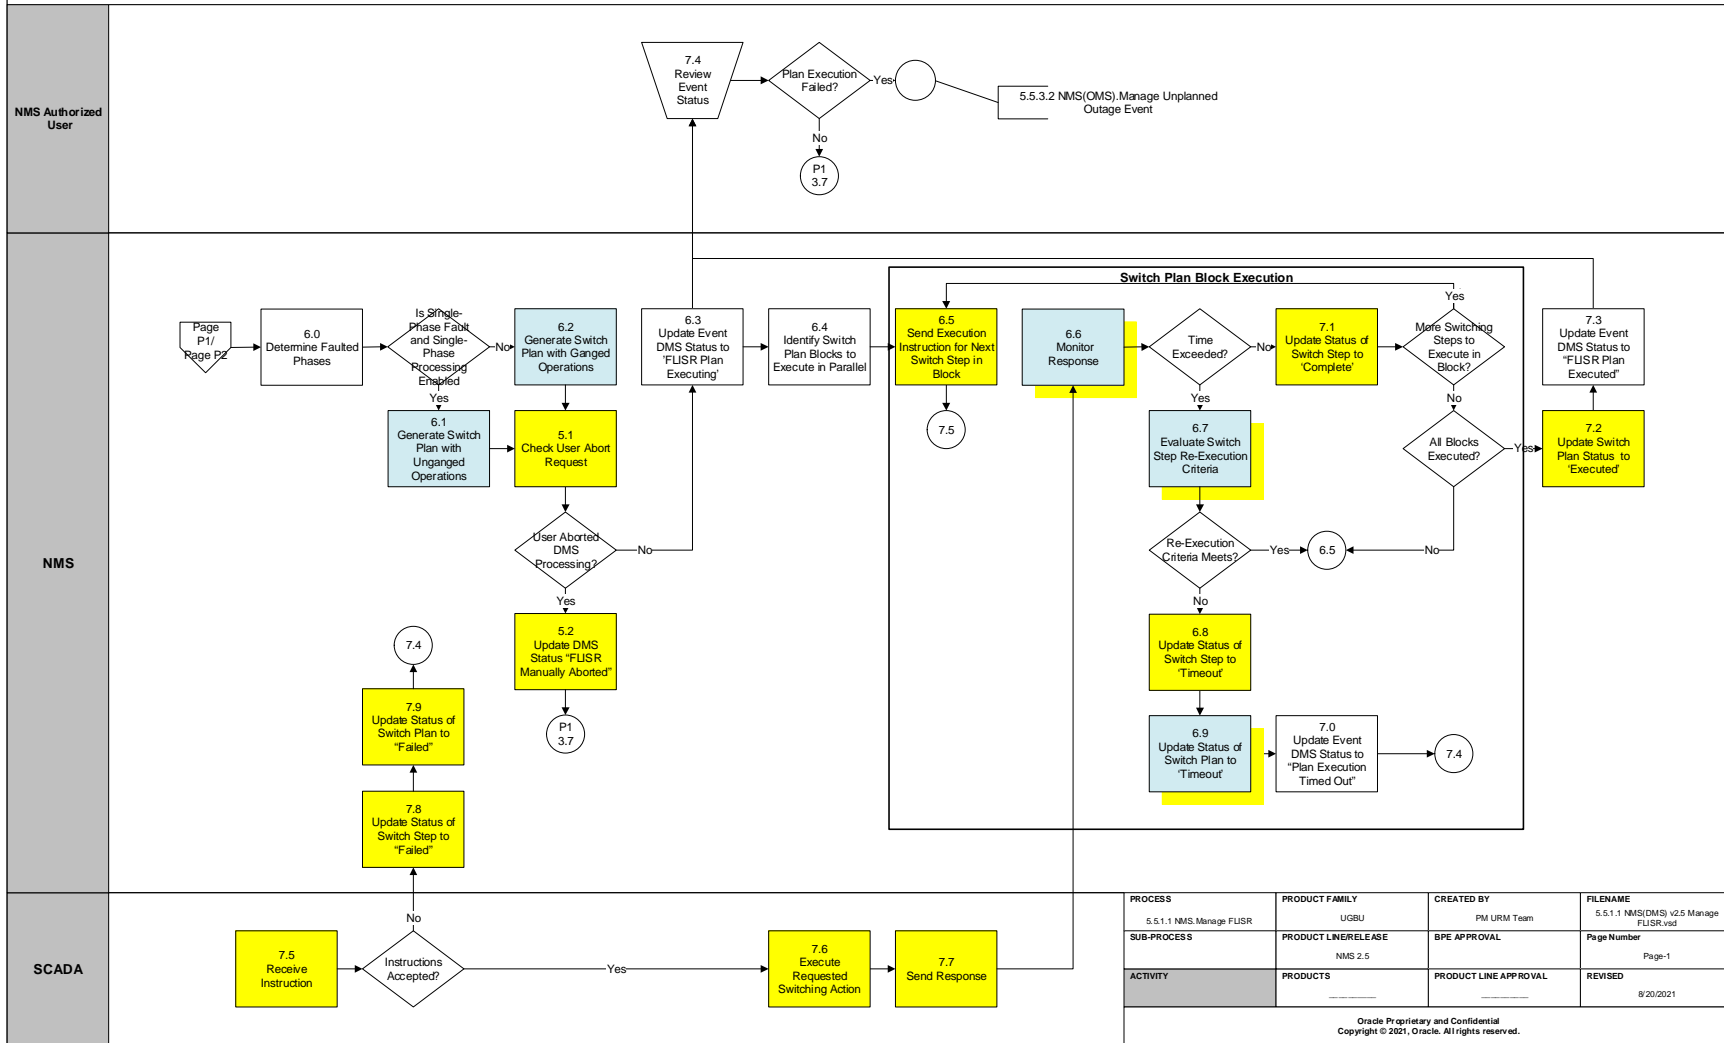 NMS Authorized
User
7.4
Review
Event
Status
Plan Execution
Failed?
Yes
5.5.3.2 NMS(OMS).Manage Unplanned
Outage Event
No
P1
3.7
NMS
Page
P1/
Page P2
6.0
Determine Faulted
Phases
Is Single-
Phase Fault
and Single-
Phase
Processing
Enabled
No
Yes
6.1
Generate Switch
Plan with
Unganged
Operations
6.2
Generate Switch
Plan with Ganged
Operations
5.1
Check User Abort
Request
User Aborted
DMS
Processing?
No
Yes
5.2
Update DMS
Status “FLISR
Manually Aborted”
P1
3.7
6.3
Update Event
DMS Status to
'FLISR Plan
Executing’
6.4
Identify Switch
Plan Blocks to
Execute in Parallel
Switch Plan Block Execution
6.5
Send Execution
Instruction for Next
Switch Step in
Block
7.5
6.6
Monitor
Response
Time
Exceeded?
No
Yes
7.1
Update Status of
Switch Step to
‘Complete’
Yes
More Switching
Steps to
Execute in
Block?
No
6.7
Evaluate Switch
Step Re-Execution
Criteria
Re-Execution
Criteria Meets?
Yes
6.5
No
No
All Blocks
Executed?
Yes
7.2
Update Switch
Plan Status to
‘Executed’
7.3
Update Event
DMS Status to
“FLISR Plan
Executed”
6.8
Update Status of
Switch Step to
‘Timeout’
6.9
Update Status of
Switch Plan to
‘Timeout’
7.0
Update Event
DMS Status to
“Plan Execution
Timed Out”
7.4
7.4
7.9
Update Status of
Switch Plan to
“Failed”
7.8
Update Status of
Switch Step to
“Failed”
SCADA
7.5
Receive
Instruction
No
Instructions
Accepted?
Yes
7.6
Execute
Requested
Switching Action
7.7
Send Response
PROCESS
5.5.1.1 NMS.Manage FLISR
PRODUCT FAMILY
UGBU
CREATED BY
PM URM Team
FILENAME
5.5.1.1 NMS(DMS) v2.5 Manage
FLISR.vsd
SUB-PROCESS
PRODUCT LINE/RELEASE
NMS 2.5
BPE APPROVAL
Page Number
Page-1
ACTIVITY
PRODUCTS
PRODUCT LINE APPROVAL
REVISED
8/20/2021
Oracle Proprietary and Confidential
Copyright © 2021, Oracle. All rights reserved.